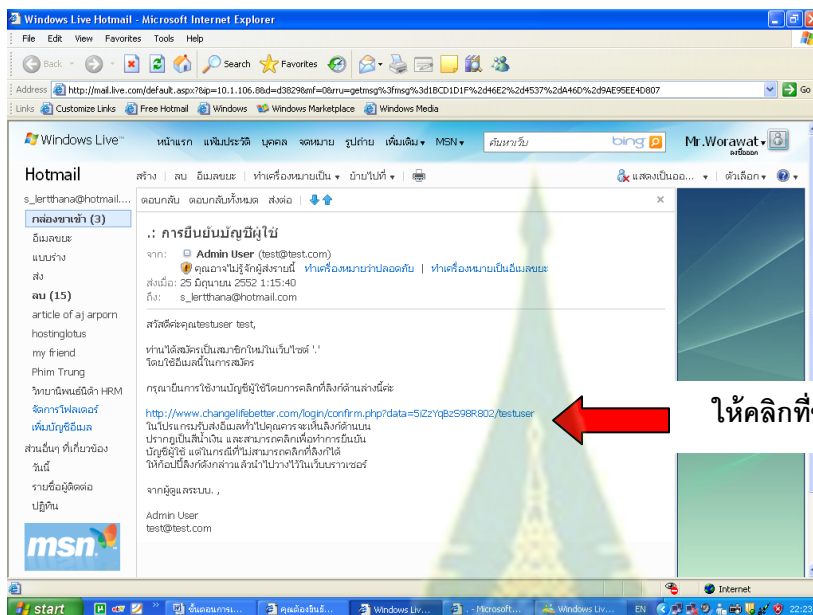 Windows Live Hotmail - Microsoft Internet Explorer
File Edit View Favorites Tools Help
Back Search Favorites
Address http://mail.live.com/default.aspx?&ip=10.1.106.8&d=d3829&mf=0&rru=getmsg%3fmsg%3d1BCD1D1F%2d46E2%2d4537%2dA46D%2d9AE95EE4D807 Go
Links Customize Links Free Hotmail Windows Windows Marketplace Windows Media
Windows Live™ หน้าแรก แฟ้มประวัติ บุคคล จดหมาย รูปถ่าย เพิ่มเติม MSN ค้นหาเว็บ bing Mr.Worawat
ลงชื่อออก
Hotmail สร้าง | ลบ อีเมลขยะ | ทำเครื่องหมายเป็น ย้ายไปที่ | แสดงเป็นออ... | ตัวเลือก
s_lertthana@hotmail.... ตอบกลับ ตอบกลับทั้งหมด ส่งต่อ |
กล่องขาเข้า (3)
อีเมลขยะ
แบบร่าง
ส่ง
ลบ (15)
article of aj arporn
hostinglotus
my friend
Phim Trung
วิทยานิพนธ์นิด้า HRM
จัดการโฟลเดอร์
เพิ่มบัญชีอีเมล
ส่วนอื่นๆ ที่เกี่ยวข้อง
วันนี้
รายชื่อผู้ติดต่อ
ปฏิทิน
msn
.: การยืนยันบัญชีผู้ใช้
จาก: Admin User (test@test.com)
คุณอาจไม่รู้จักผู้ส่งรายนี้ ทำเครื่องหมายว่าปลอดภัย | ทำเครื่องหมายเป็นอีเมลขยะ
ส่งเมื่อ: 25 มิถุนายน 2552 1:15:40
ถึง: s_lertthana@hotmail.com
สวัสดีค่ะคุณtestuser test,
ท่านได้สมัครเป็นสมาชิกใหม่ในเว็บไซต์ '.'
โดยใช้อีเมลนี้ในการสมัคร
กรุณายืนการใช้งานบัญชีผู้ใช้โดยการคลิกที่ลิงก์ด้านล่างนี้ค่ะ
http://www.changelifebetter.com/login/confirm.php?data=5iZzYqBzS98R802/testuser
ในโปรแกรมรับส่งอีเมลทั่วไปคุณควรจะเห็นลิงก์ด้านบน
ปรากฏเป็นสีน้ำเงิน และสามารถคลิกเพื่อทำการยืนยัน
บัญชีผู้ใช้ แต่ในกรณีที่ไม่สามารถคลิกที่ลิงก์ได้
ให้ก๊อปปี้ลิงก์ดังกล่าวแล้วนำไปวางไว้ในเว็บบราวเซอร์
จากผู้ดูแลระบบ. ,
Admin User
test@test.com
ให้คลิกที่
Internet
start ขั้นตอนการเ... คุณต้องยืนยั... Windows Liv... . - Microsoft... Windows Liv... EN 22:23